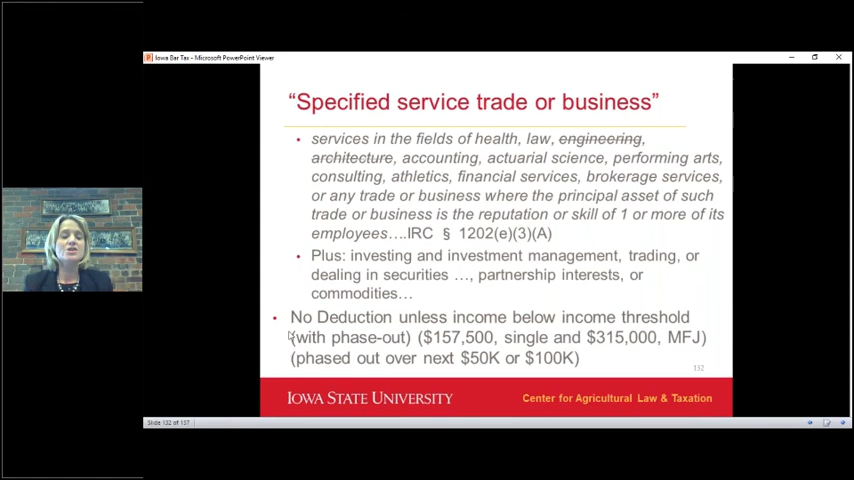 Iowa Bar Tax - Microsoft PowerPoint Viewer
“Specified service trade or business”
• services in the fields of health, law, engineering,
architecture, accounting, actuarial science, performing arts,
consulting, athletics, financial services, brokerage services,
or any trade or business where the principal asset of such
trade or business is the reputation or skill of 1 or more of its
employees….IRC § 1202(e)(3)(A)
• Plus: investing and investment management, trading, or
dealing in securities …, partnership interests, or
commodities…
• No Deduction unless income below income threshold
(with phase-out) ($157,500, single and $315,000, MFJ)
(phased out over next $50K or $100K)
132
IOWA STATE UNIVERSITY
Center for Agricultural Law & Taxation
Slide 132 of 137